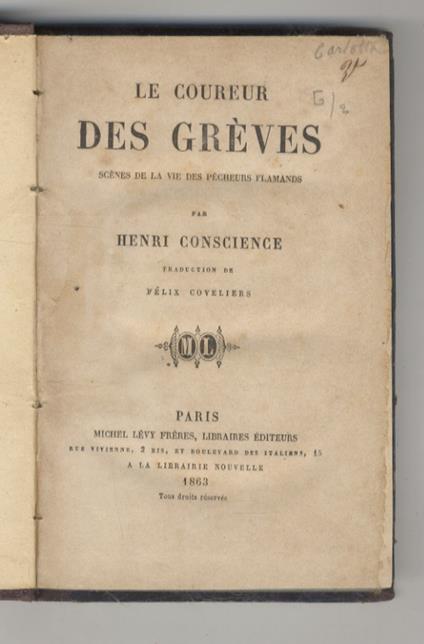 G/2
LE COUREUR
DES GRÈVES
SCÈNES DE LA VIE DES PÊCHEURS FLAMANDS
PAR
HENRI CONSCIENCE
TRADUCTION DE
FÉLIX COVELIERS
ML
PARIS
MICHEL LÉVY FRÈRES, LIBRAIRES ÉDITEURS
RUE VIVIENNE, 2 BIS, ET BOULEVARD DES ITALIENS, 15
A LA LIBRAIRIE NOUVELLE
1863
Tous droits réservés